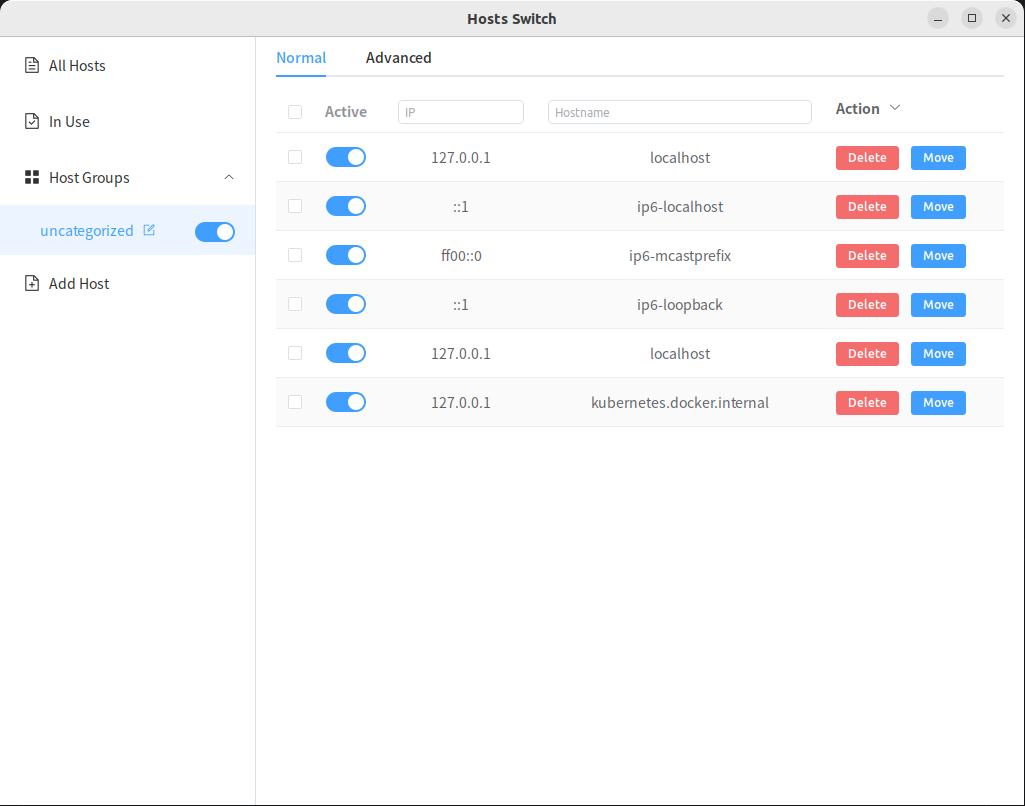 Hosts Switch
All Hosts
In Use
Host Groups
uncategorized
Add Host
Normal Advanced
Active IP Hostname Action
127.0.0.1 localhost Delete Move
::1 ip6-localhost Delete Move
ff00::0 ip6-mcastprefix Delete Move
::1 ip6-loopback Delete Move
127.0.0.1 localhost Delete Move
127.0.0.1 kubernetes.docker.internal Delete Move